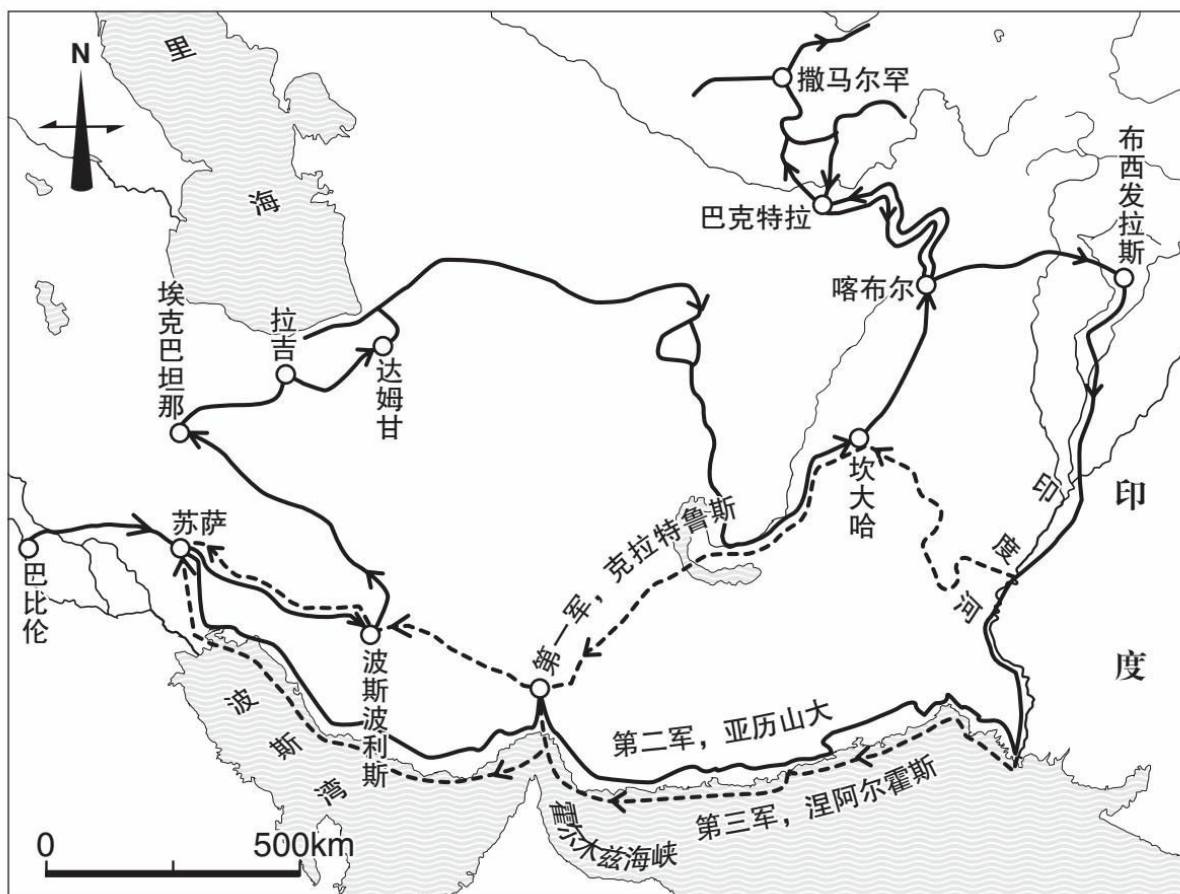 N
里海
撒马尔罕
布西发拉斯
巴克特拉
喀布尔
埃克巴坦那
拉吉
达姆甘
坎大哈
印度河
印度
苏萨
巴比伦
波斯波利斯
第一军，克拉特鲁斯
第二军，亚历山大
第三军，涅阿尔霍斯
波斯湾
霍尔木兹海峡
0 500km